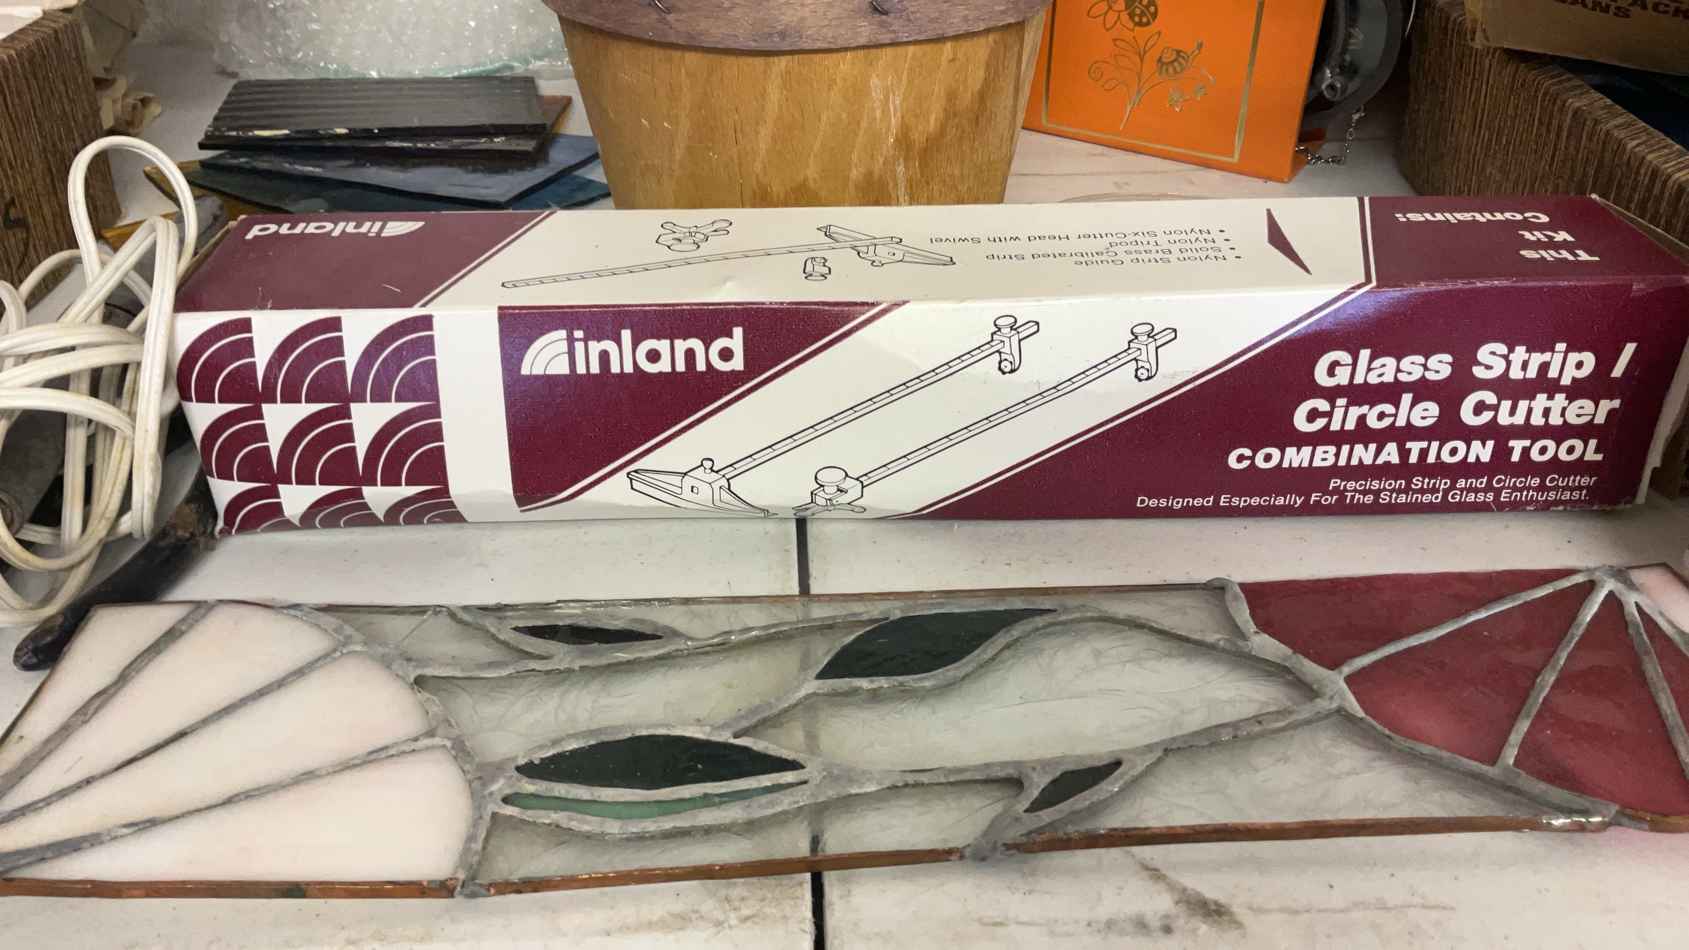 PACK
ANS
inland
This
Kit
Contains:
• Nylon Strip Guide
• Solid Brass Calibrated Strip
• Nylon Tripod
• Nylon Six-Cutter Head with Swivel
inland
Glass Strip /
Circle Cutter
COMBINATION TOOL
Precision Strip and Circle Cutter
Designed Especially For The Stained Glass Enthusiast.